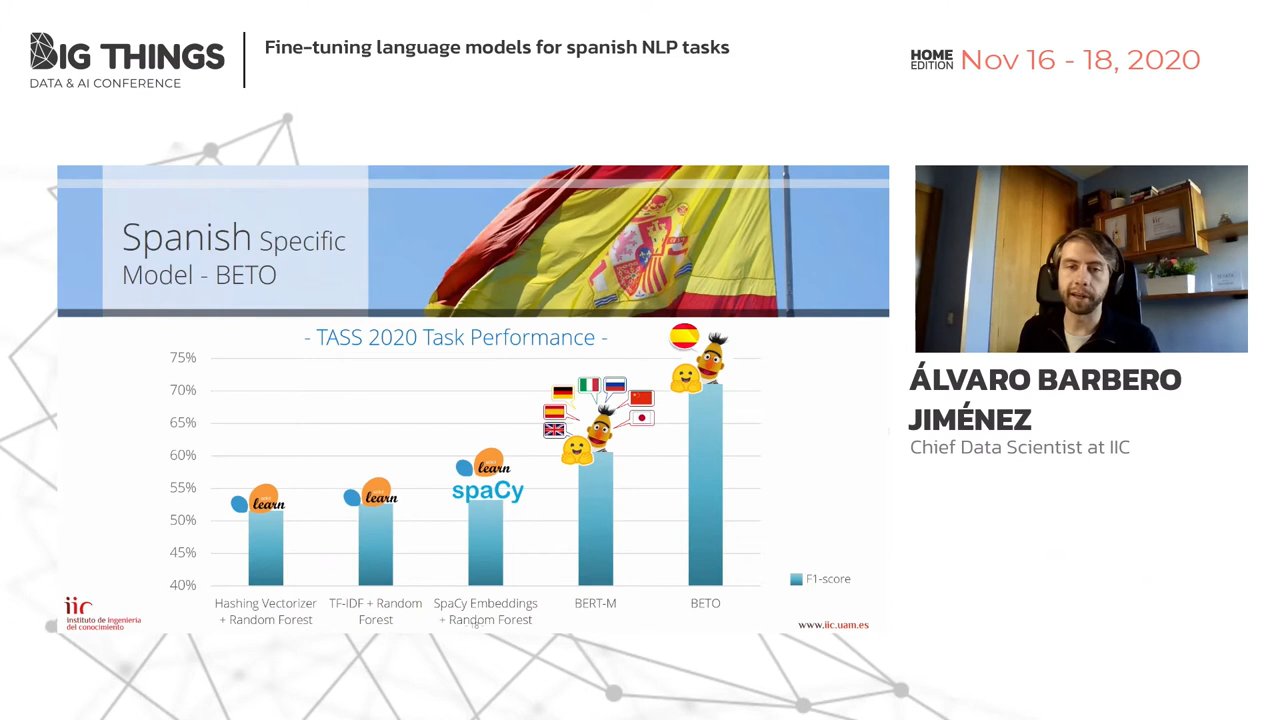 BIG THINGS
DATA & AI CONFERENCE
Fine-tuning language models for spanish NLP tasks
HOME
EDITION
Nov 16 - 18, 2020
Spanish Specific
Model - BETO
- TASS 2020 Task Performance -
75%
70%
65%
60%
55%
50%
45%
40%
learn
learn
learn
spaCy
Hashing Vectorizer
+ Random Forest
TF-IDF + Random
Forest
SpaCy Embeddings
+ Random Forest
BERT-M
BETO
F1-score
iic
instituto de ingeniería
del conocimiento
www.iic.uam.es
iic
ÁLVARO BARBERO
JIMÉNEZ
Chief Data Scientist at IIC